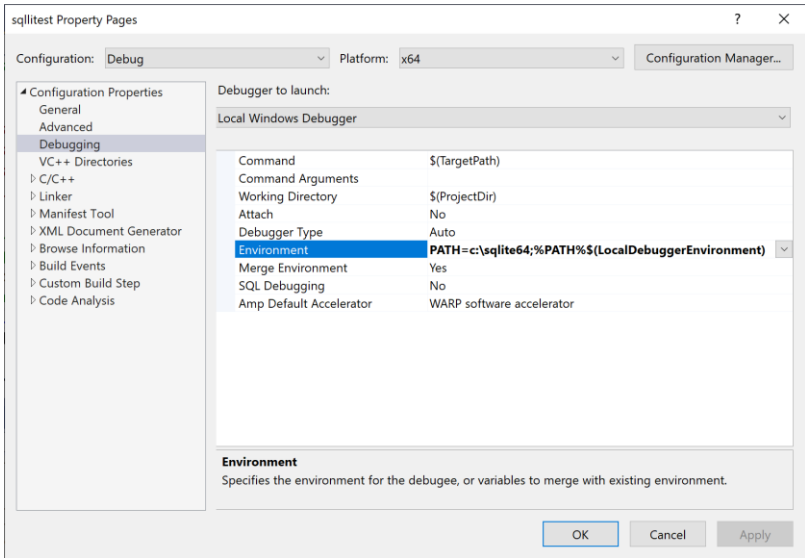 sqllitest Property Pages ? ✕
Configuration: Debug Platform: x64 Configuration Manager...
Configuration Properties
General
Advanced
Debugging
VC++ Directories
C/C++
Linker
Manifest Tool
XML Document Generator
Browse Information
Build Events
Custom Build Step
Code Analysis
Debugger to launch:
Local Windows Debugger
Command $(TargetPath)
Command Arguments
Working Directory $(ProjectDir)
Attach No
Debugger Type Auto
Environment PATH=c:\sqlite64;%PATH%$(LocalDebuggerEnvironment)
Merge Environment Yes
SQL Debugging No
Amp Default Accelerator WARP software accelerator
Environment
Specifies the environment for the debugee, or variables to merge with existing environment.
OK Cancel Apply